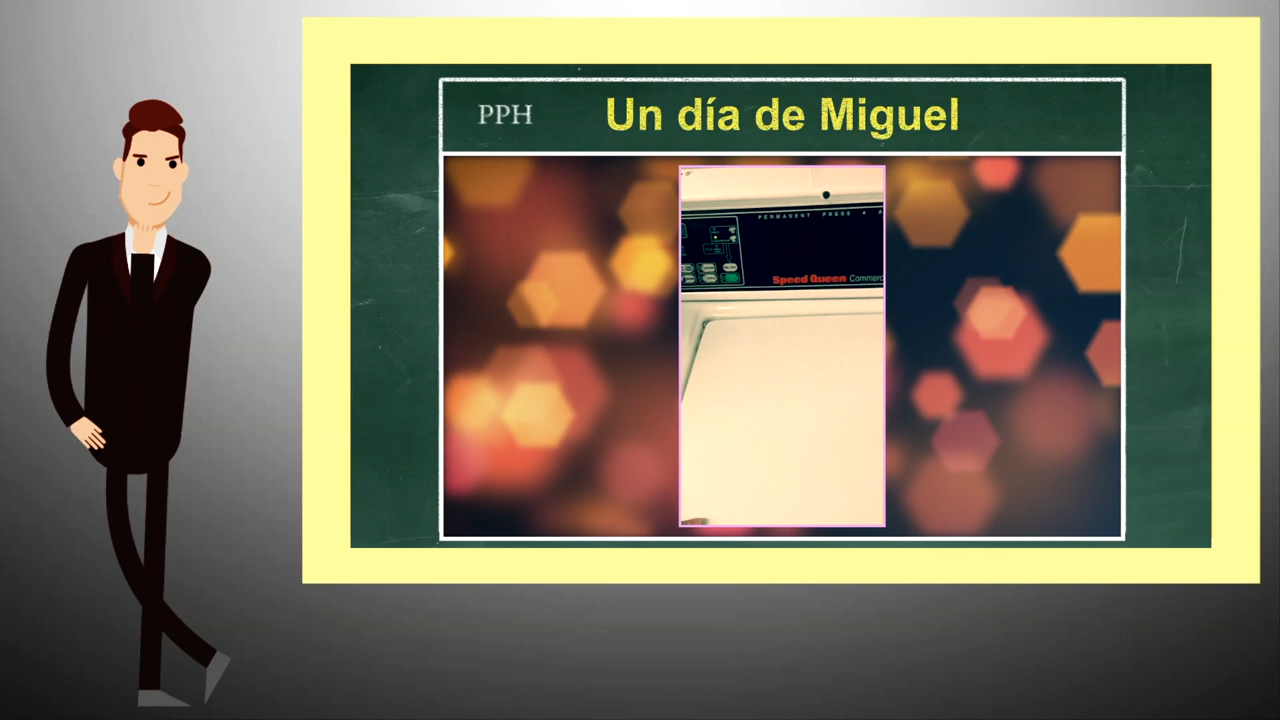 PPH
Un día de Miguel
PERMANENT PRESS
Speed Queen Commerc